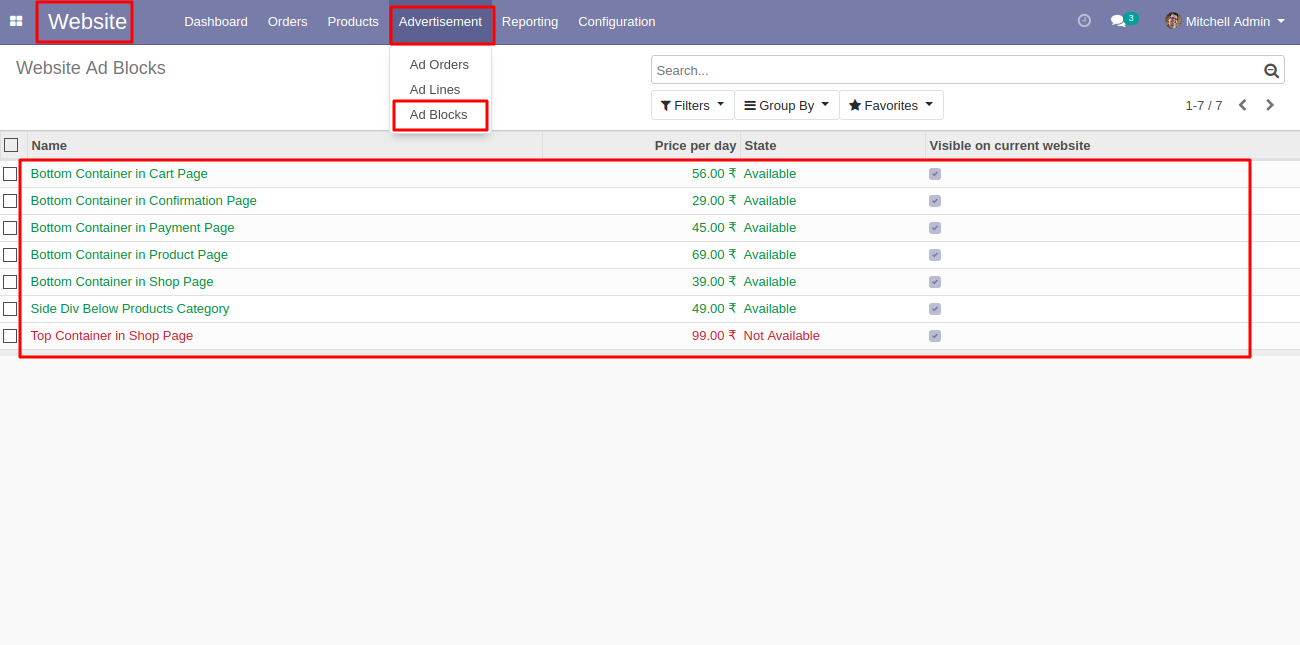 Website Dashboard Orders Products Advertisement Reporting Configuration 3 Mitchell Admin
Website Ad Blocks
Ad Orders
Ad Lines
Ad Blocks
Search...
Filters Group By Favorites 1-7 / 7
Name Price per day State Visible on current website
Bottom Container in Cart Page 56.00 ₹ Available
Bottom Container in Confirmation Page 29.00 ₹ Available
Bottom Container in Payment Page 45.00 ₹ Available
Bottom Container in Product Page 69.00 ₹ Available
Bottom Container in Shop Page 39.00 ₹ Available
Side Div Below Products Category 49.00 ₹ Available
Top Container in Shop Page 99.00 ₹ Not Available